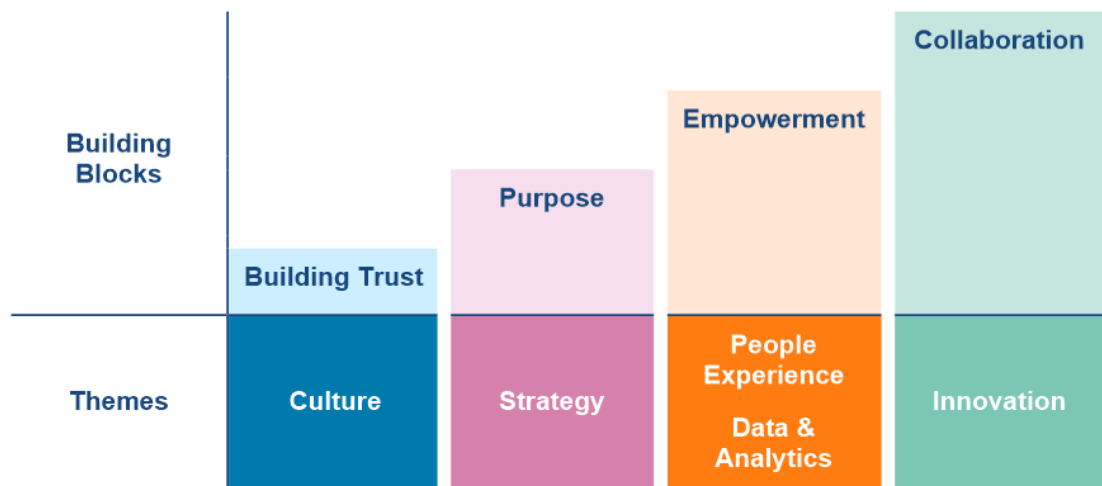 Building
Blocks
Building Trust
Purpose
Empowerment
Collaboration
Themes
Culture
Strategy
People
Experience
Data &
Analytics
Innovation